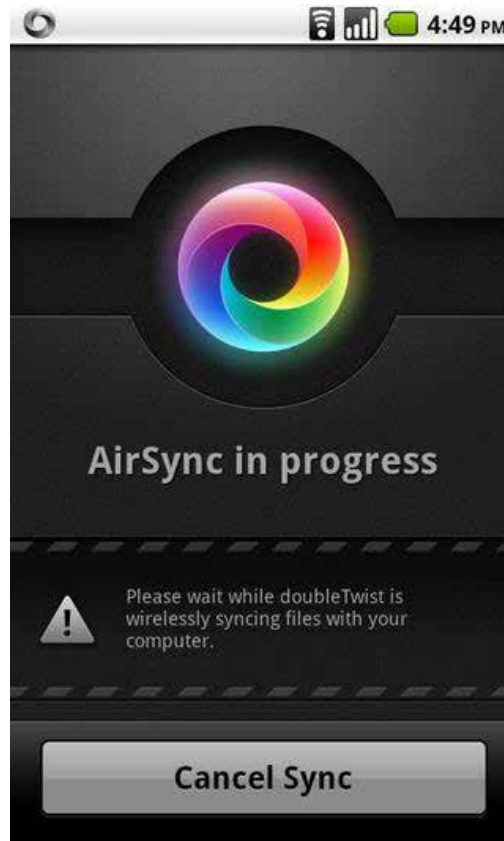 4:49 PM
AirSync in progress
Please wait while doubleTwist is
wirelessly syncing files with your
computer.
Cancel Sync